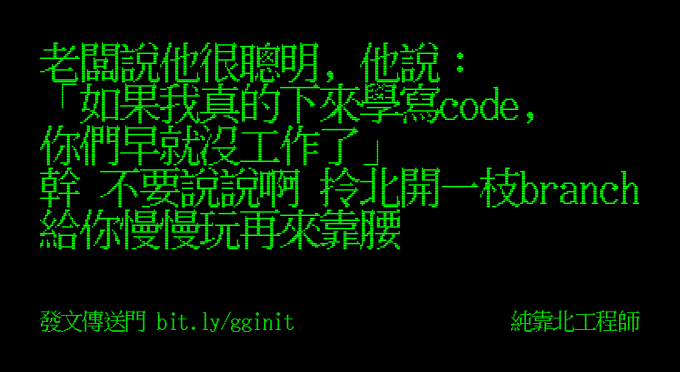 老闆說他很聰明, 他說：
「如果我真的下來學寫code,
你們早就沒工作了」
幹 不要說說啊 拎北開一枝branch
給你慢慢玩再來靠腰
發文傳送門 bit.ly/gginit
純靠北工程師